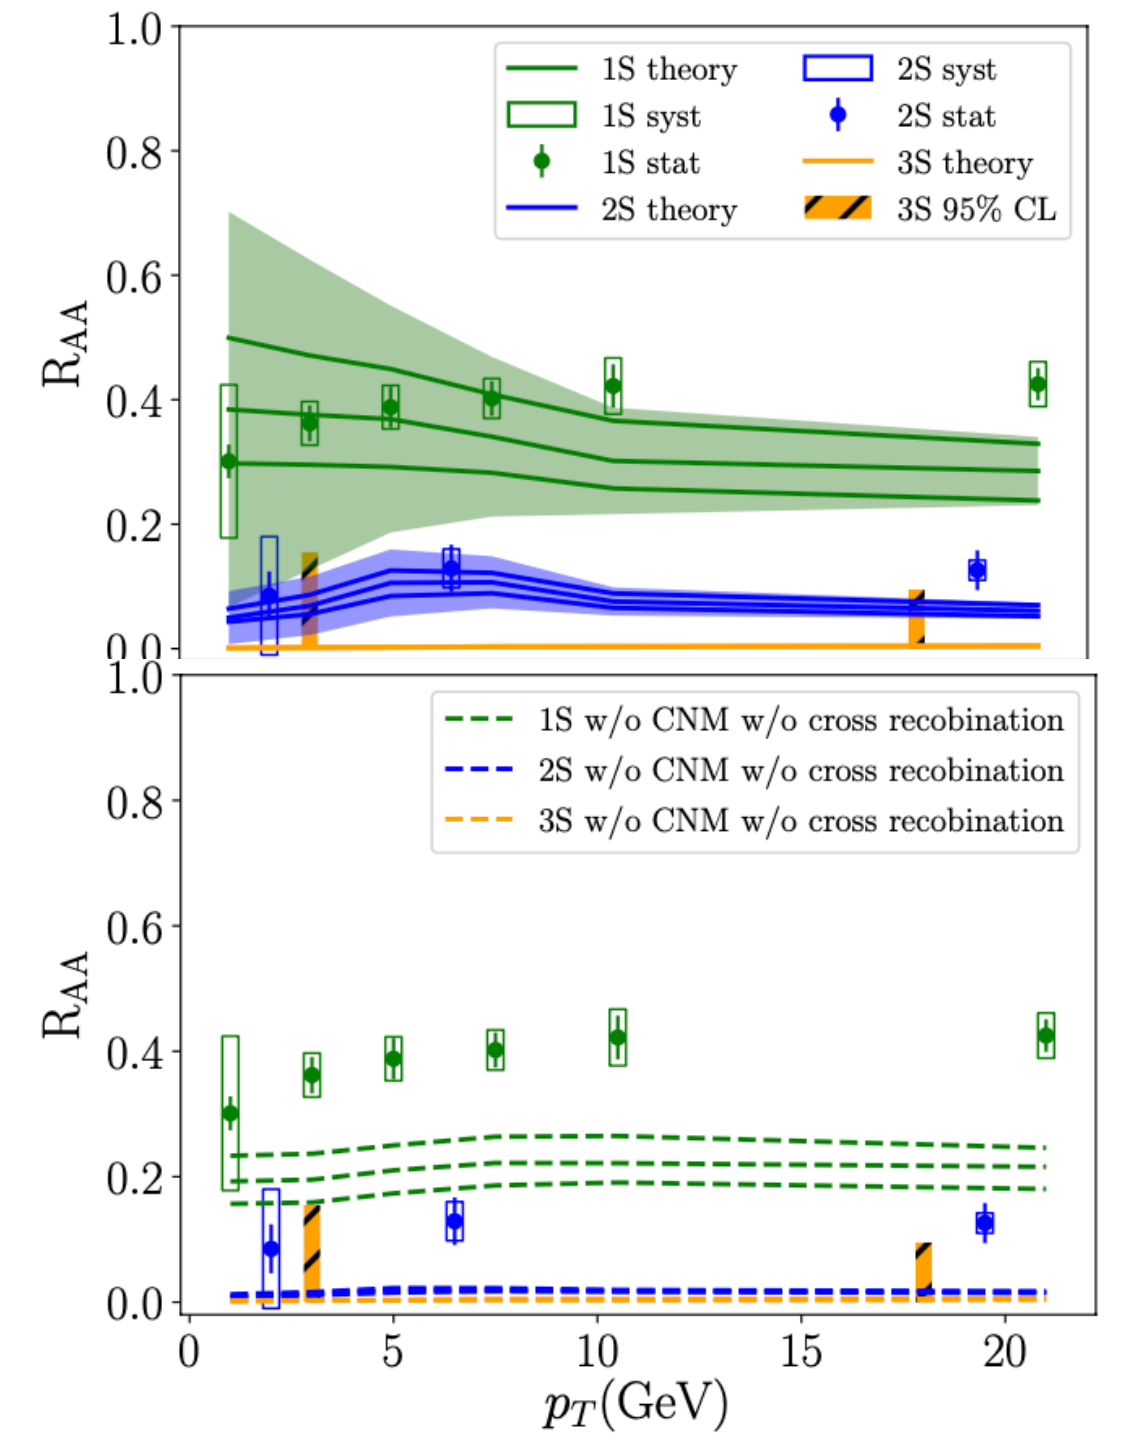 1.0
0.8
0.6
0.4
0.2
0.0
R_AA
1S theory
1S syst
1S stat
2S theory
2S syst
2S stat
3S theory
3S 95% CL
1.0
0.8
0.6
0.4
0.2
0.0
R_AA
1S w/o CNM w/o cross recobination
2S w/o CNM w/o cross recobination
3S w/o CNM w/o cross recobination
0 5 10 15 20
p_T(GeV)